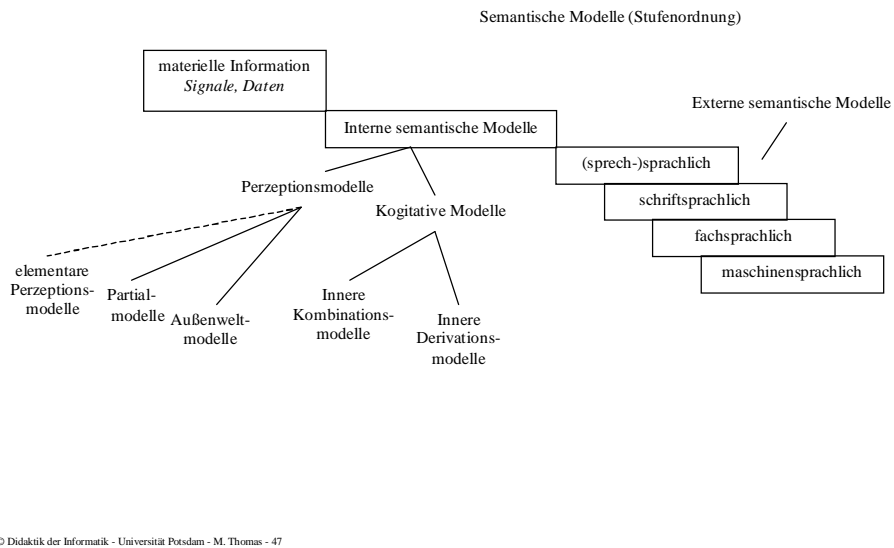 Semantische Modelle (Stufenordnung)
materielle Information
Signale, Daten
Externe semantische Modelle
Interne semantische Modelle
(sprech-)sprachlich
Perzeptionsmodelle
schriftsprachlich
Kogitative Modelle
fachsprachlich
maschinensprachlich
elementare
Perzeptions-
modelle
Partial-
modelle
Außenwelt-
modelle
Innere
Kombinations-
modelle
Innere
Derivations-
modelle
© Didaktik der Informatik - Universität Potsdam - M. Thomas - 47